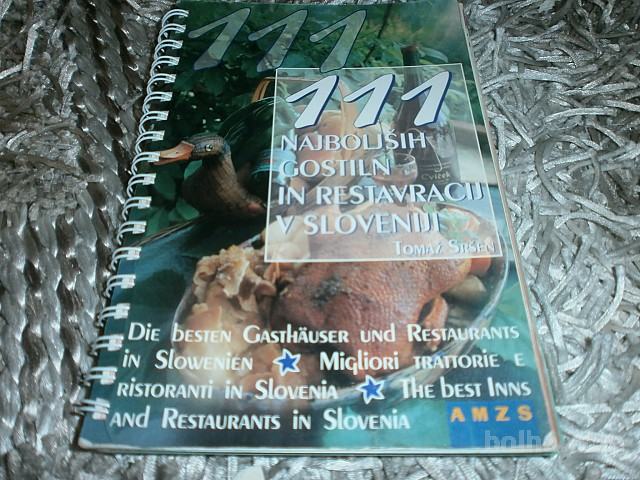 111
111
NAJBOLJŠIH
GOSTILN
IN RESTAVRACIJ
V SLOVENIJI
TOMAŽ SRŠEN
Cviček
DIE BESTEN GASTHÄUSER UND RESTAURANTS
IN SLOWENIEN ★ MIGLIORI TRATTORIE E
RISTORANTI IN SLOVENIA ★ THE BEST INNS
AND RESTAURANTS IN SLOVENIA
AMZS